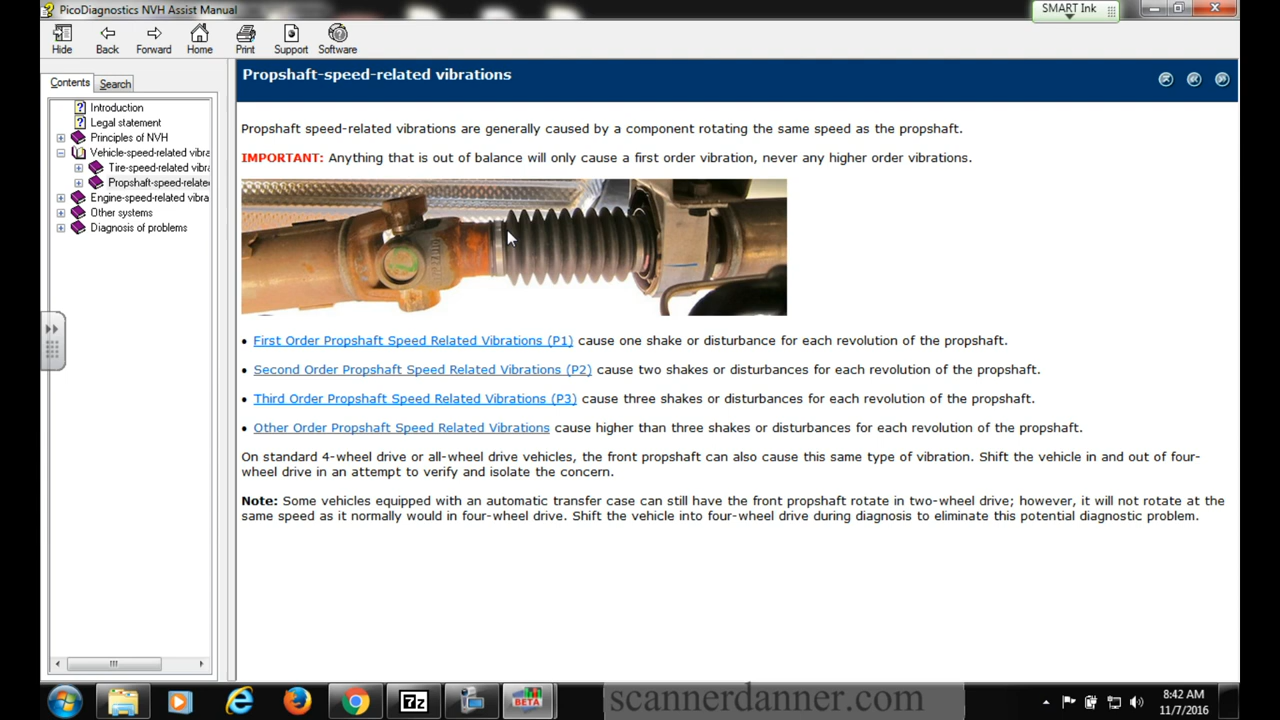 PicoDiagnostics NVH Assist Manual
SMART Ink
Hide Back Forward Home Print Support Software
Contents Search
Introduction
Legal statement
Principles of NVH
Vehicle-speed-related vibra
Tire-speed-related vibra
Propshaft-speed-related
Engine-speed-related vibra
Other systems
Diagnosis of problems
Propshaft-speed-related vibrations
Propshaft speed-related vibrations are generally caused by a component rotating the same speed as the propshaft.
IMPORTANT: Anything that is out of balance will only cause a first order vibration, never any higher order vibrations.
• First Order Propshaft Speed Related Vibrations (P1) cause one shake or disturbance for each revolution of the propshaft.
• Second Order Propshaft Speed Related Vibrations (P2) cause two shakes or disturbances for each revolution of the propshaft.
• Third Order Propshaft Speed Related Vibrations (P3) cause three shakes or disturbances for each revolution of the propshaft.
• Other Order Propshaft Speed Related Vibrations cause higher than three shakes or disturbances for each revolution of the propshaft.
On standard 4-wheel drive or all-wheel drive vehicles, the front propshaft can also cause this same type of vibration. Shift the vehicle in and out of four-
wheel drive in an attempt to verify and isolate the concern.
Note: Some vehicles equipped with an automatic transfer case can still have the front propshaft rotate in two-wheel drive; however, it will not rotate at the
same speed as it normally would in four-wheel drive. Shift the vehicle into four-wheel drive during diagnosis to eliminate this potential diagnostic problem.
7z
BETA
scannerdanner.com
8:42 AM
11/7/2016